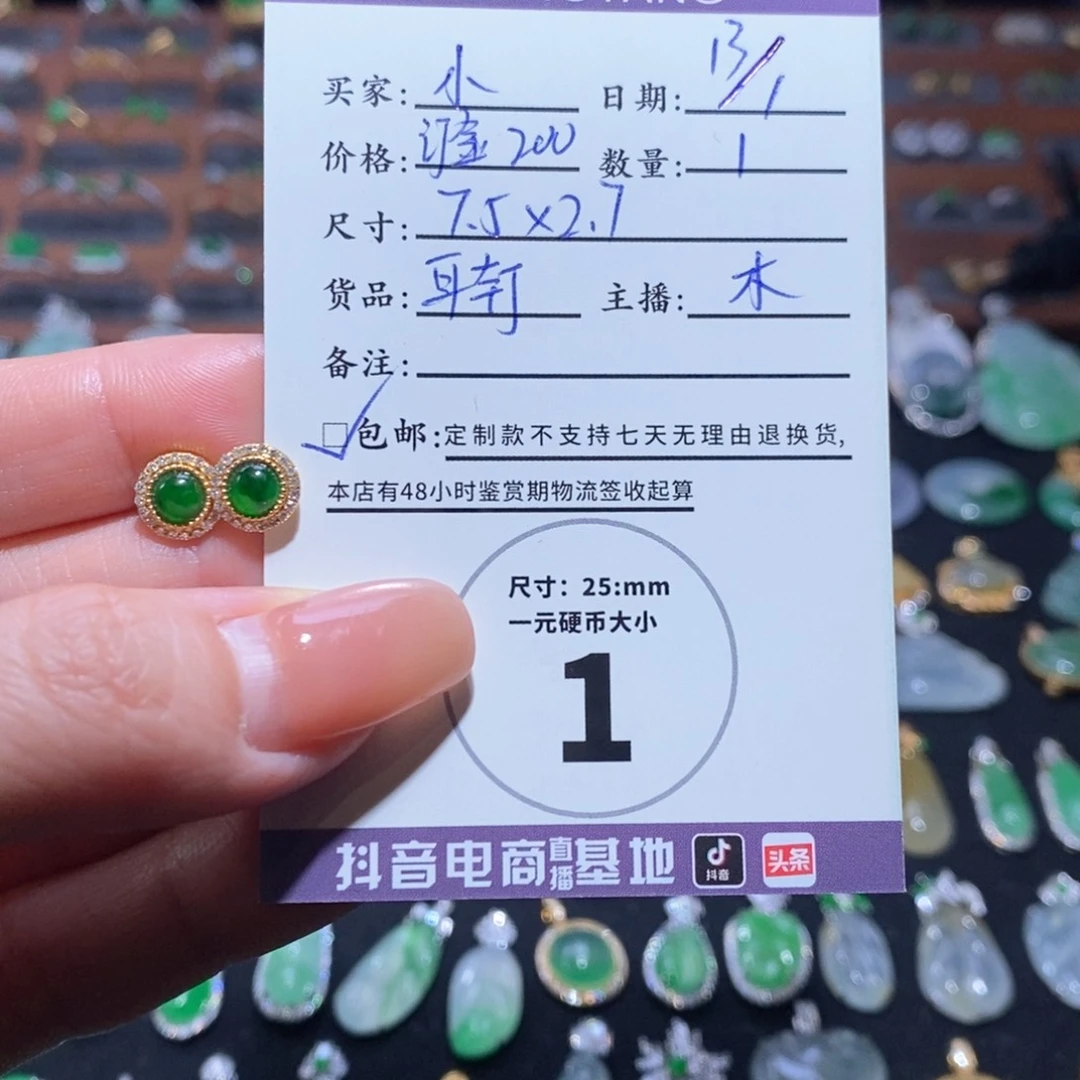 买家: 小 日期: 13/1
价格: 订金 200 数量: 1
尺寸: 7.5×2.7
货品: 耳钉 主播: 木
备注:
包邮:定制款不支持七天无理由退换货,
本店有48小时鉴赏期物流签收起算
尺寸：25:mm
一元硬币大小
1
抖音电商直播基地 抖音 头条